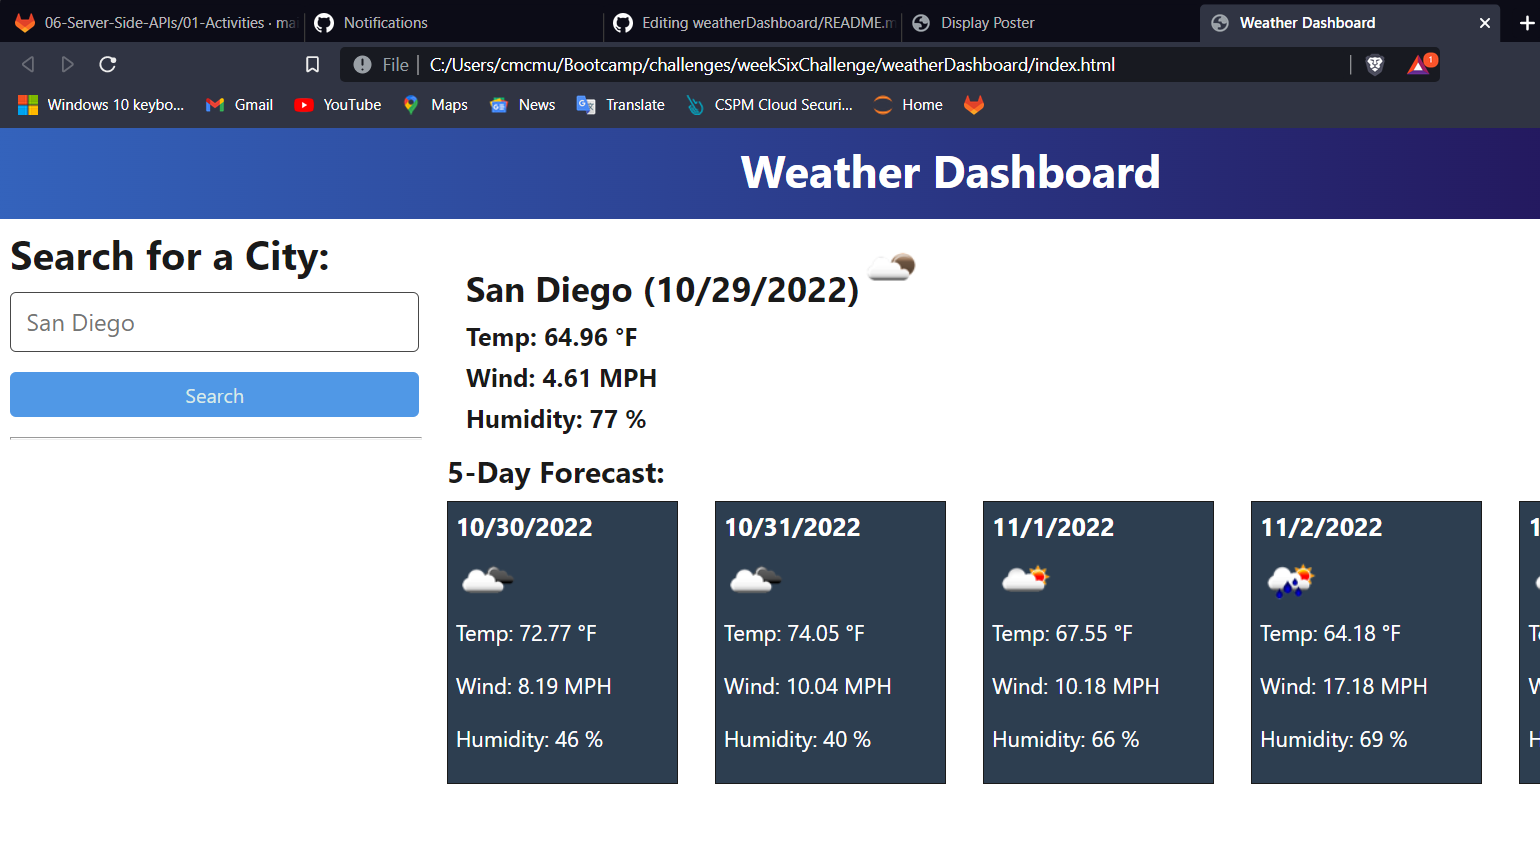 06-Server-Side-APIs/01-Activities · mai
Notifications
Editing weatherDashboard/README.m
Display Poster
Weather Dashboard
File
C:/Users/cmcmu/Bootcamp/challenges/weekSixChallenge/weatherDashboard/index.html
1
Windows 10 keybo...
Gmail
YouTube
Maps
News
Translate
CSPM Cloud Securi...
Home
Weather Dashboard
Search for a City:
San Diego
Search
San Diego (10/29/2022)
Temp: 64.96 °F
Wind: 4.61 MPH
Humidity: 77 %
5-Day Forecast:
10/30/2022
Temp: 72.77 °F
Wind: 8.19 MPH
Humidity: 46 %
10/31/2022
Temp: 74.05 °F
Wind: 10.04 MPH
Humidity: 40 %
11/1/2022
Temp: 67.55 °F
Wind: 10.18 MPH
Humidity: 66 %
11/2/2022
Temp: 64.18 °F
Wind: 17.18 MPH
Humidity: 69 %